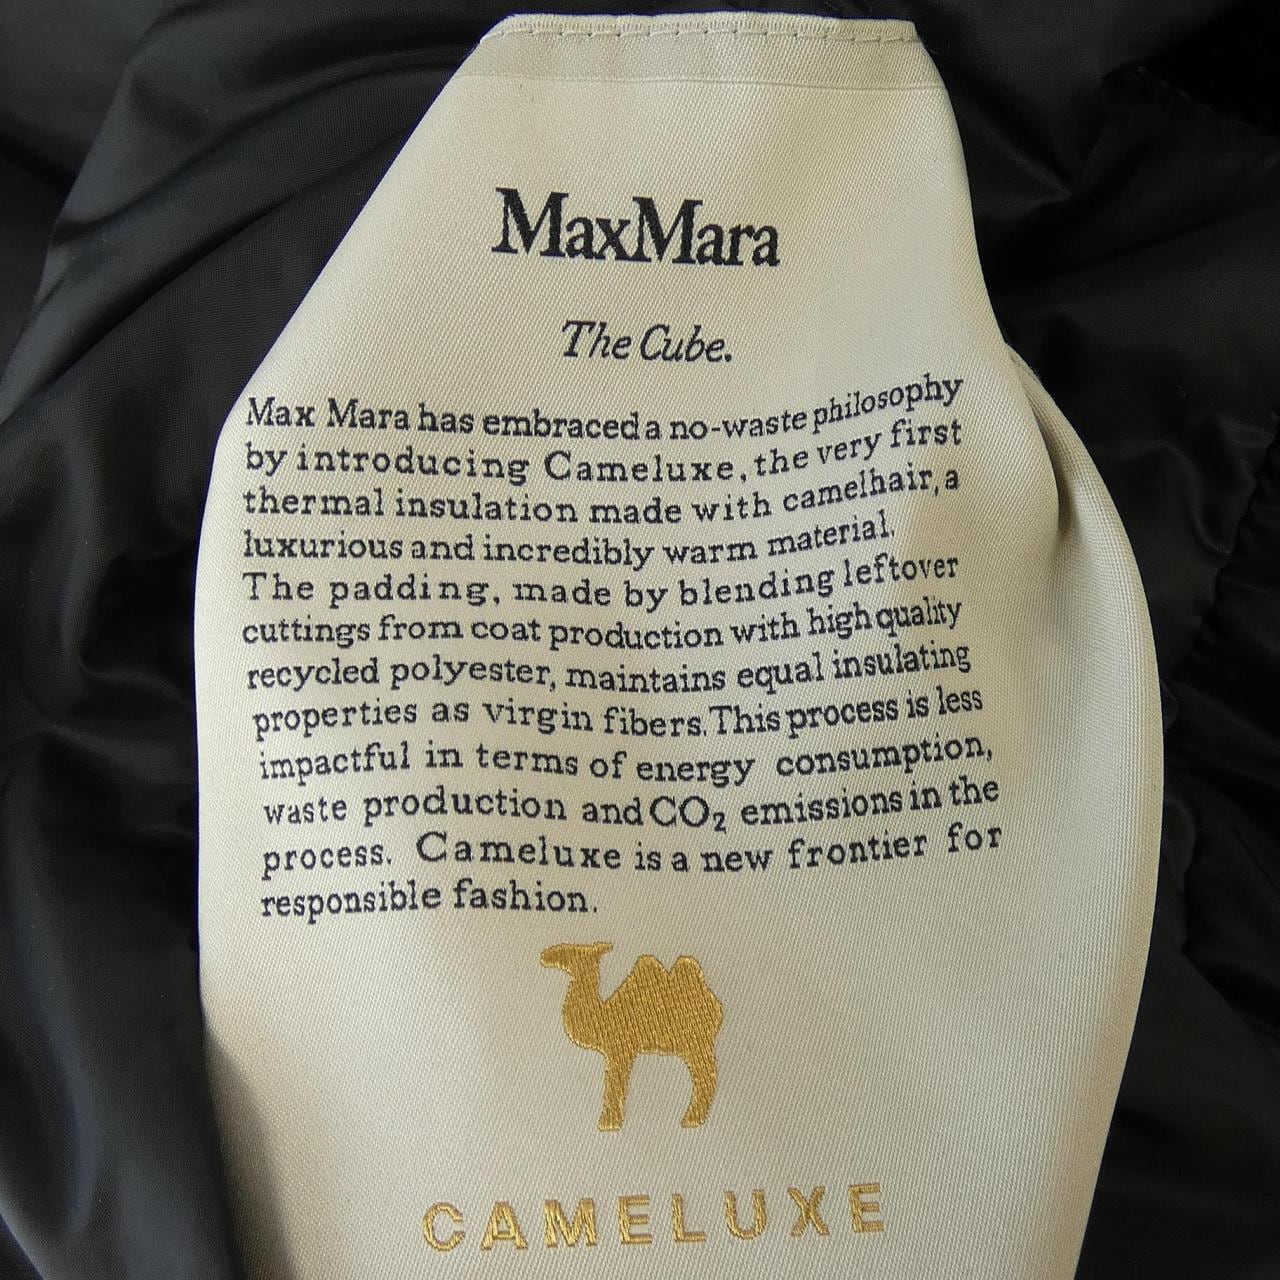 MaxMara
The Cube.
Max Mara has embraced a no-waste philosophy
by introducing Cameluxe, the very first
thermal insulation made with camelhair, a
luxurious and incredibly warm material.
The padding, made by blending leftover
cuttings from coat production with high quality
recycled polyester, maintains equal insulating
properties as virgin fibers. This process is less
impactful in terms of energy consumption,
waste production and CO₂ emissions in the
process. Cameluxe is a new frontier for
responsible fashion.
CAMELUXE